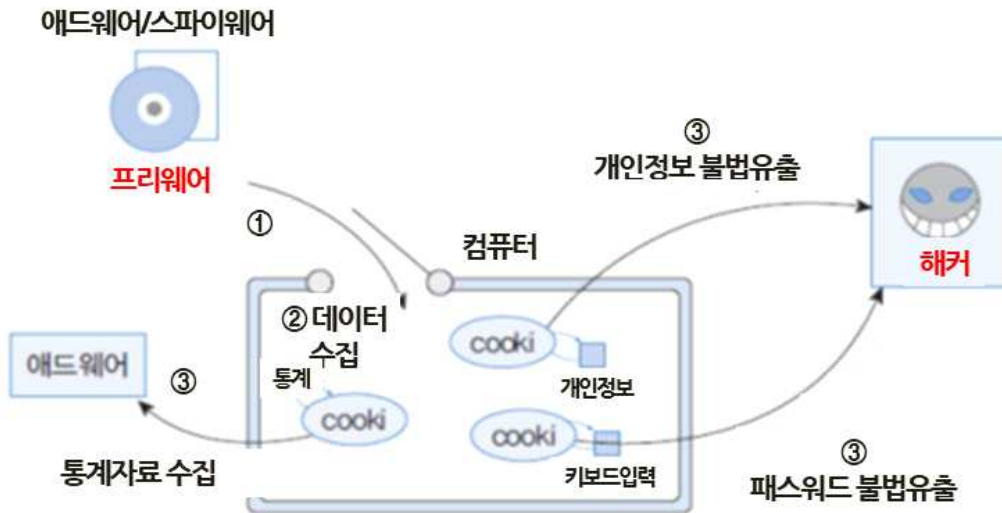 애드웨어/스파이웨어
프리웨어
①
③
개인정보 불법유출
해커
컴퓨터
② 데이터
수집
통계
cooki
cooki
개인정보
cooki
키보드입력
애드웨어
③
통계자료 수집
③
패스워드 불법유출